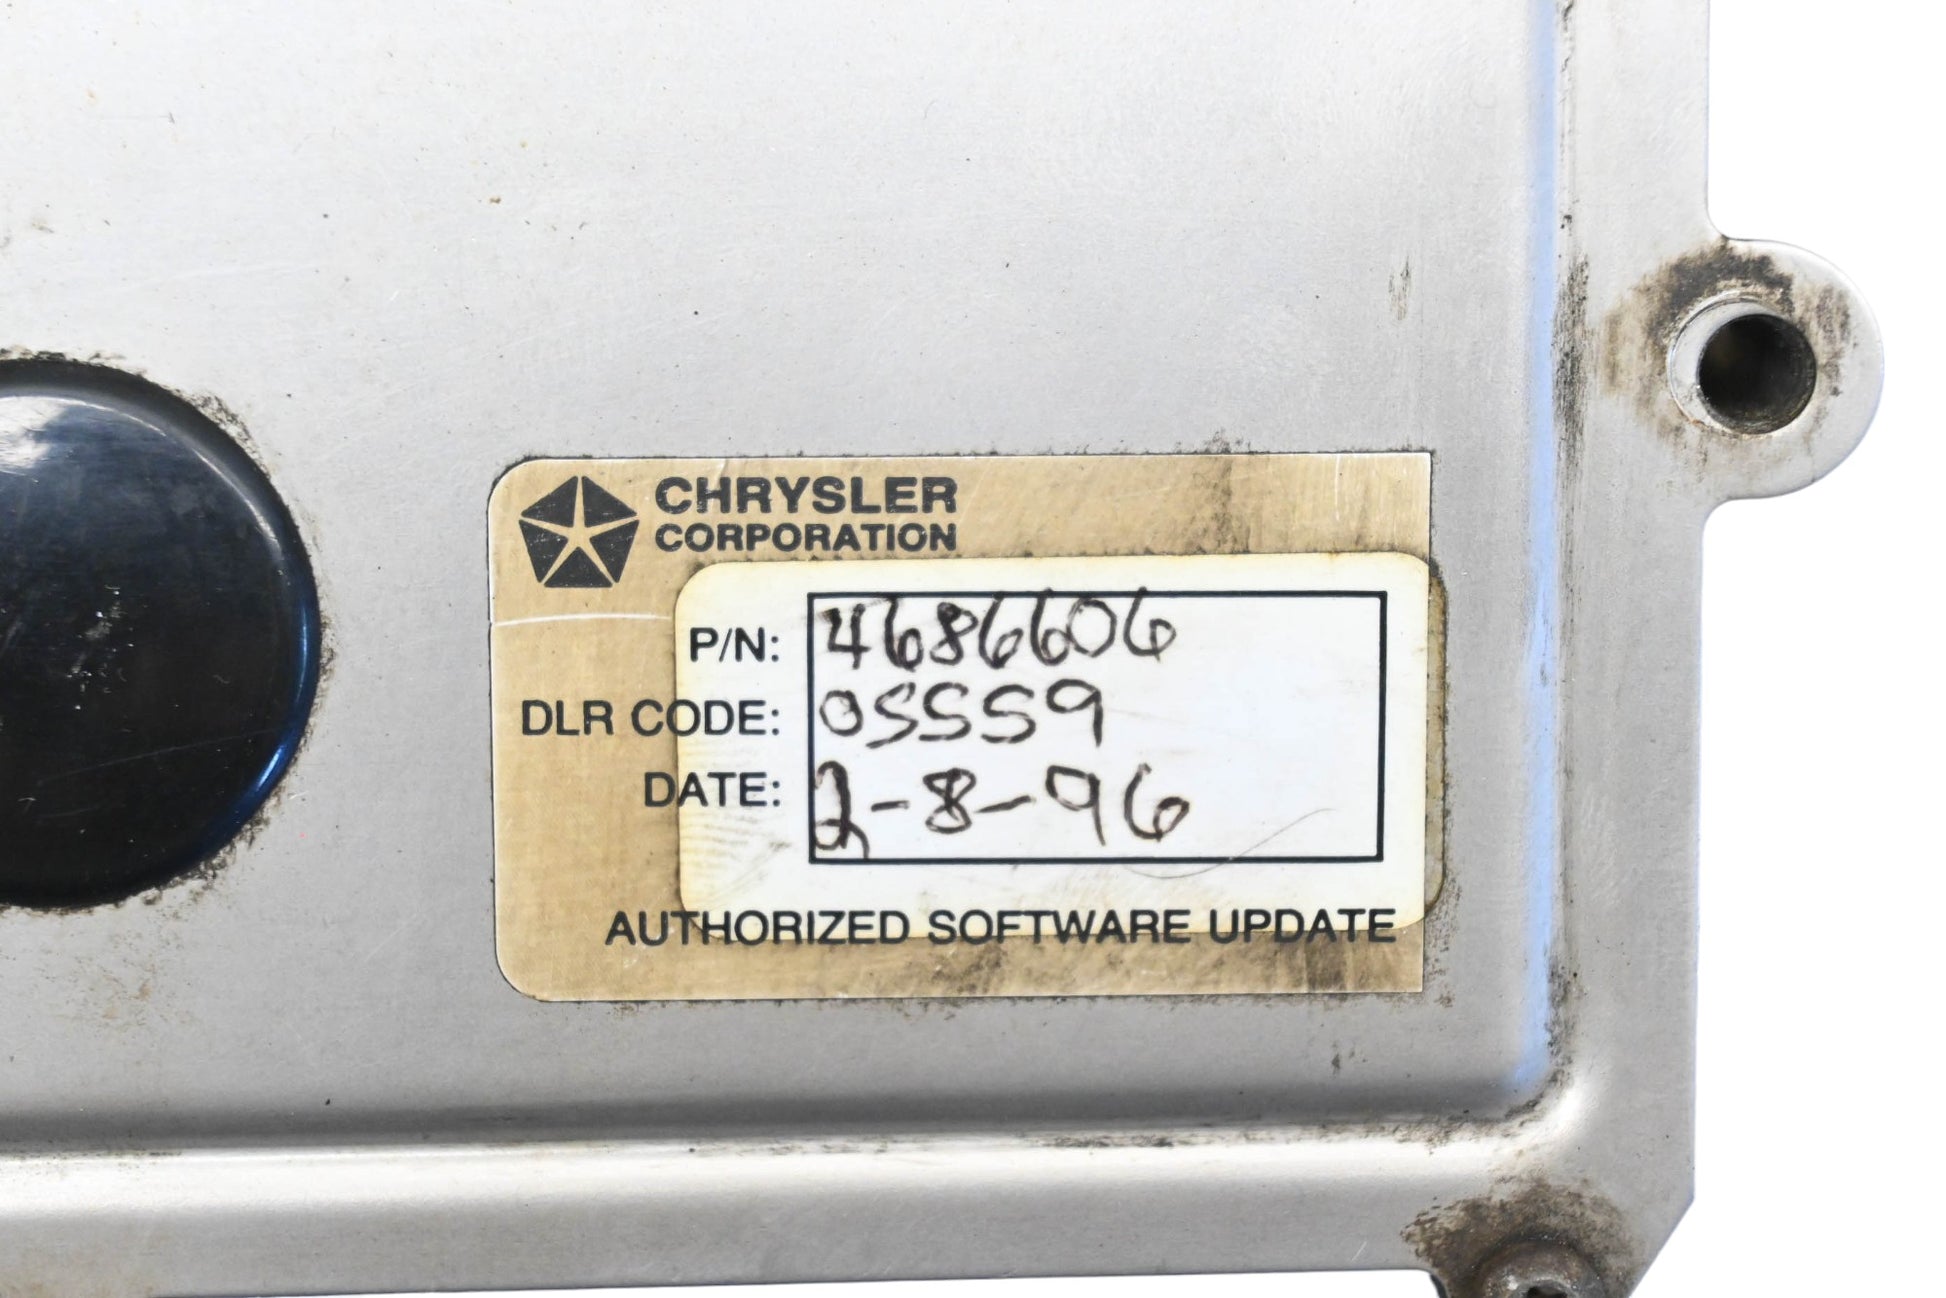 CHRYSLER
CORPORATION
P/N: 4686606
DLR CODE: 05559
DATE: 2-8-96
AUTHORIZED SOFTWARE UPDATE